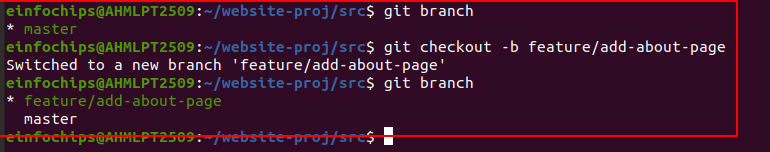 einfochips@AHMLPT2509:~/website-proj/src$ git branch
* master
einfochips@AHMLPT2509:~/website-proj/src$ git checkout -b feature/add-about-page
Switched to a new branch 'feature/add-about-page'
einfochips@AHMLPT2509:~/website-proj/src$ git branch
* feature/add-about-page
  master
einfochips@AHMLPT2509:~/website-proj/src$